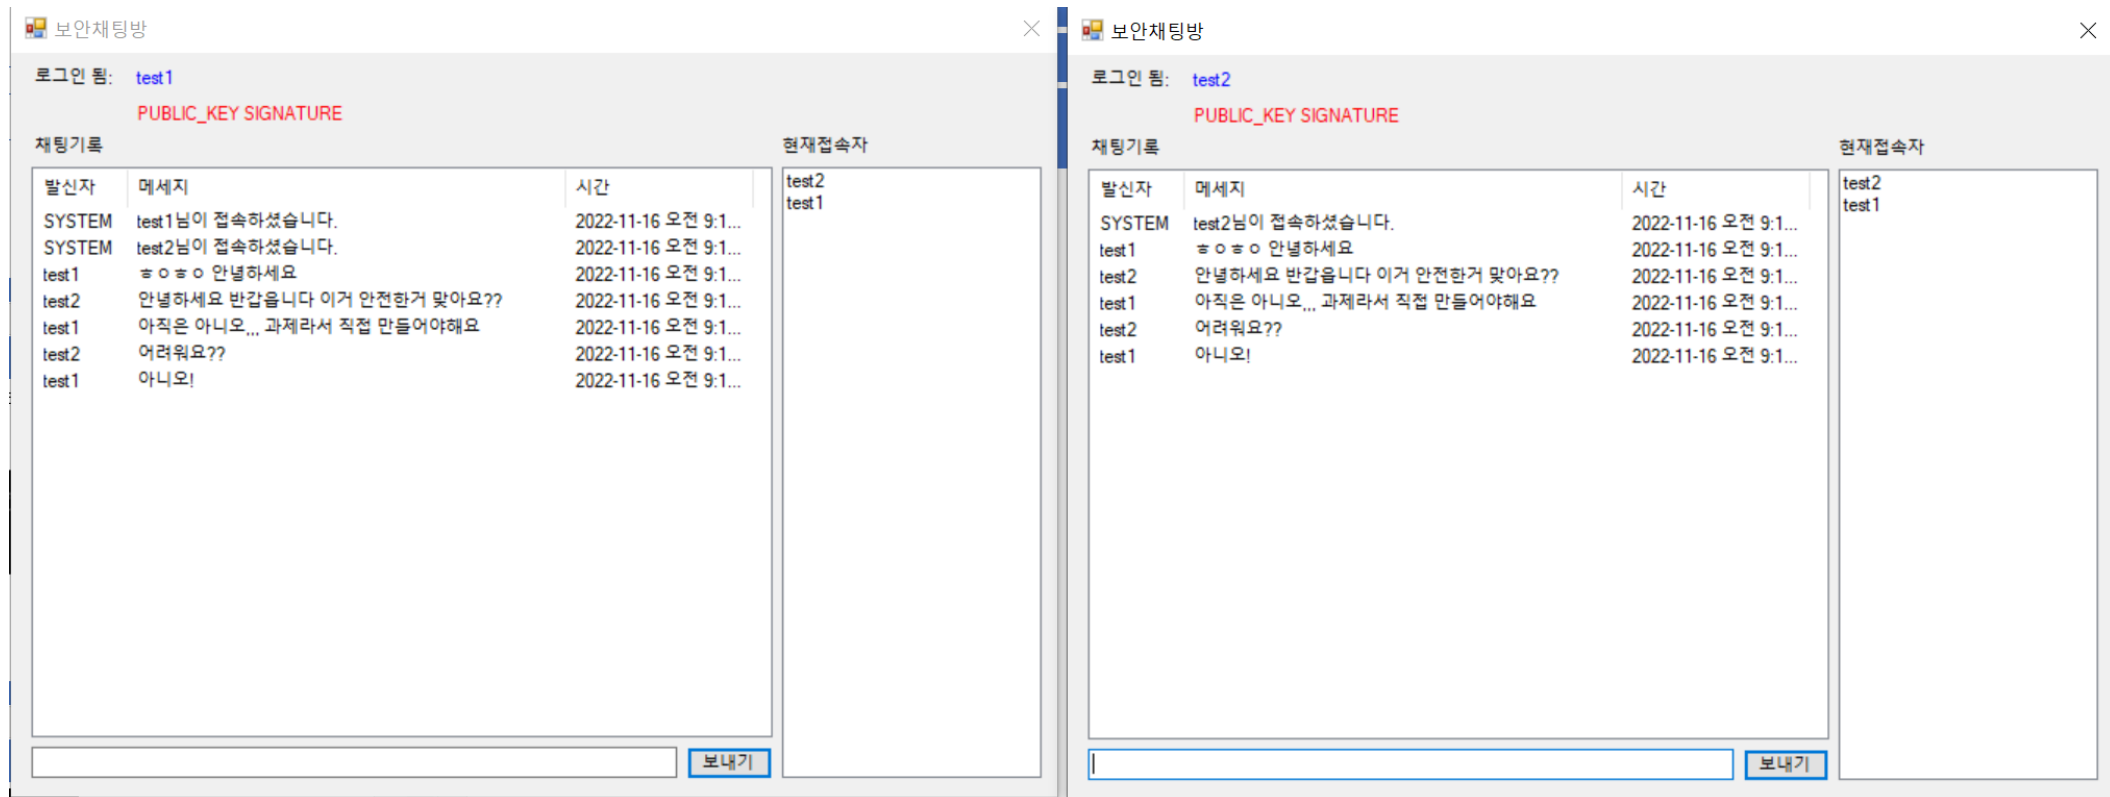 보안채팅방
로그인 됨: test1
PUBLIC_KEY SIGNATURE
채팅기록 현재접속자
발신자 메세지 시간
SYSTEM test1님이 접속하셨습니다. 2022-11-16 오전 9:1...
SYSTEM test2님이 접속하셨습니다. 2022-11-16 오전 9:1...
test1 ㅎㅇㅎㅇ 안녕하세요 2022-11-16 오전 9:1...
test2 안녕하세요 반갑읍니다 이거 안전한거 맞아요?? 2022-11-16 오전 9:1...
test1 아직은 아니오,,, 과제라서 직접 만들어야해요 2022-11-16 오전 9:1...
test2 어려워요?? 2022-11-16 오전 9:1...
test1 아니오! 2022-11-16 오전 9:1...
test2
test1
보내기
보안채팅방
로그인 됨: test2
PUBLIC_KEY SIGNATURE
채팅기록 현재접속자
발신자 메세지 시간
SYSTEM test2님이 접속하셨습니다. 2022-11-16 오전 9:1...
test1 ㅎㅇㅎㅇ 안녕하세요 2022-11-16 오전 9:1...
test2 안녕하세요 반갑읍니다 이거 안전한거 맞아요?? 2022-11-16 오전 9:1...
test1 아직은 아니오,,, 과제라서 직접 만들어야해요 2022-11-16 오전 9:1...
test2 어려워요?? 2022-11-16 오전 9:1...
test1 아니오! 2022-11-16 오전 9:1...
test2
test1
보내기